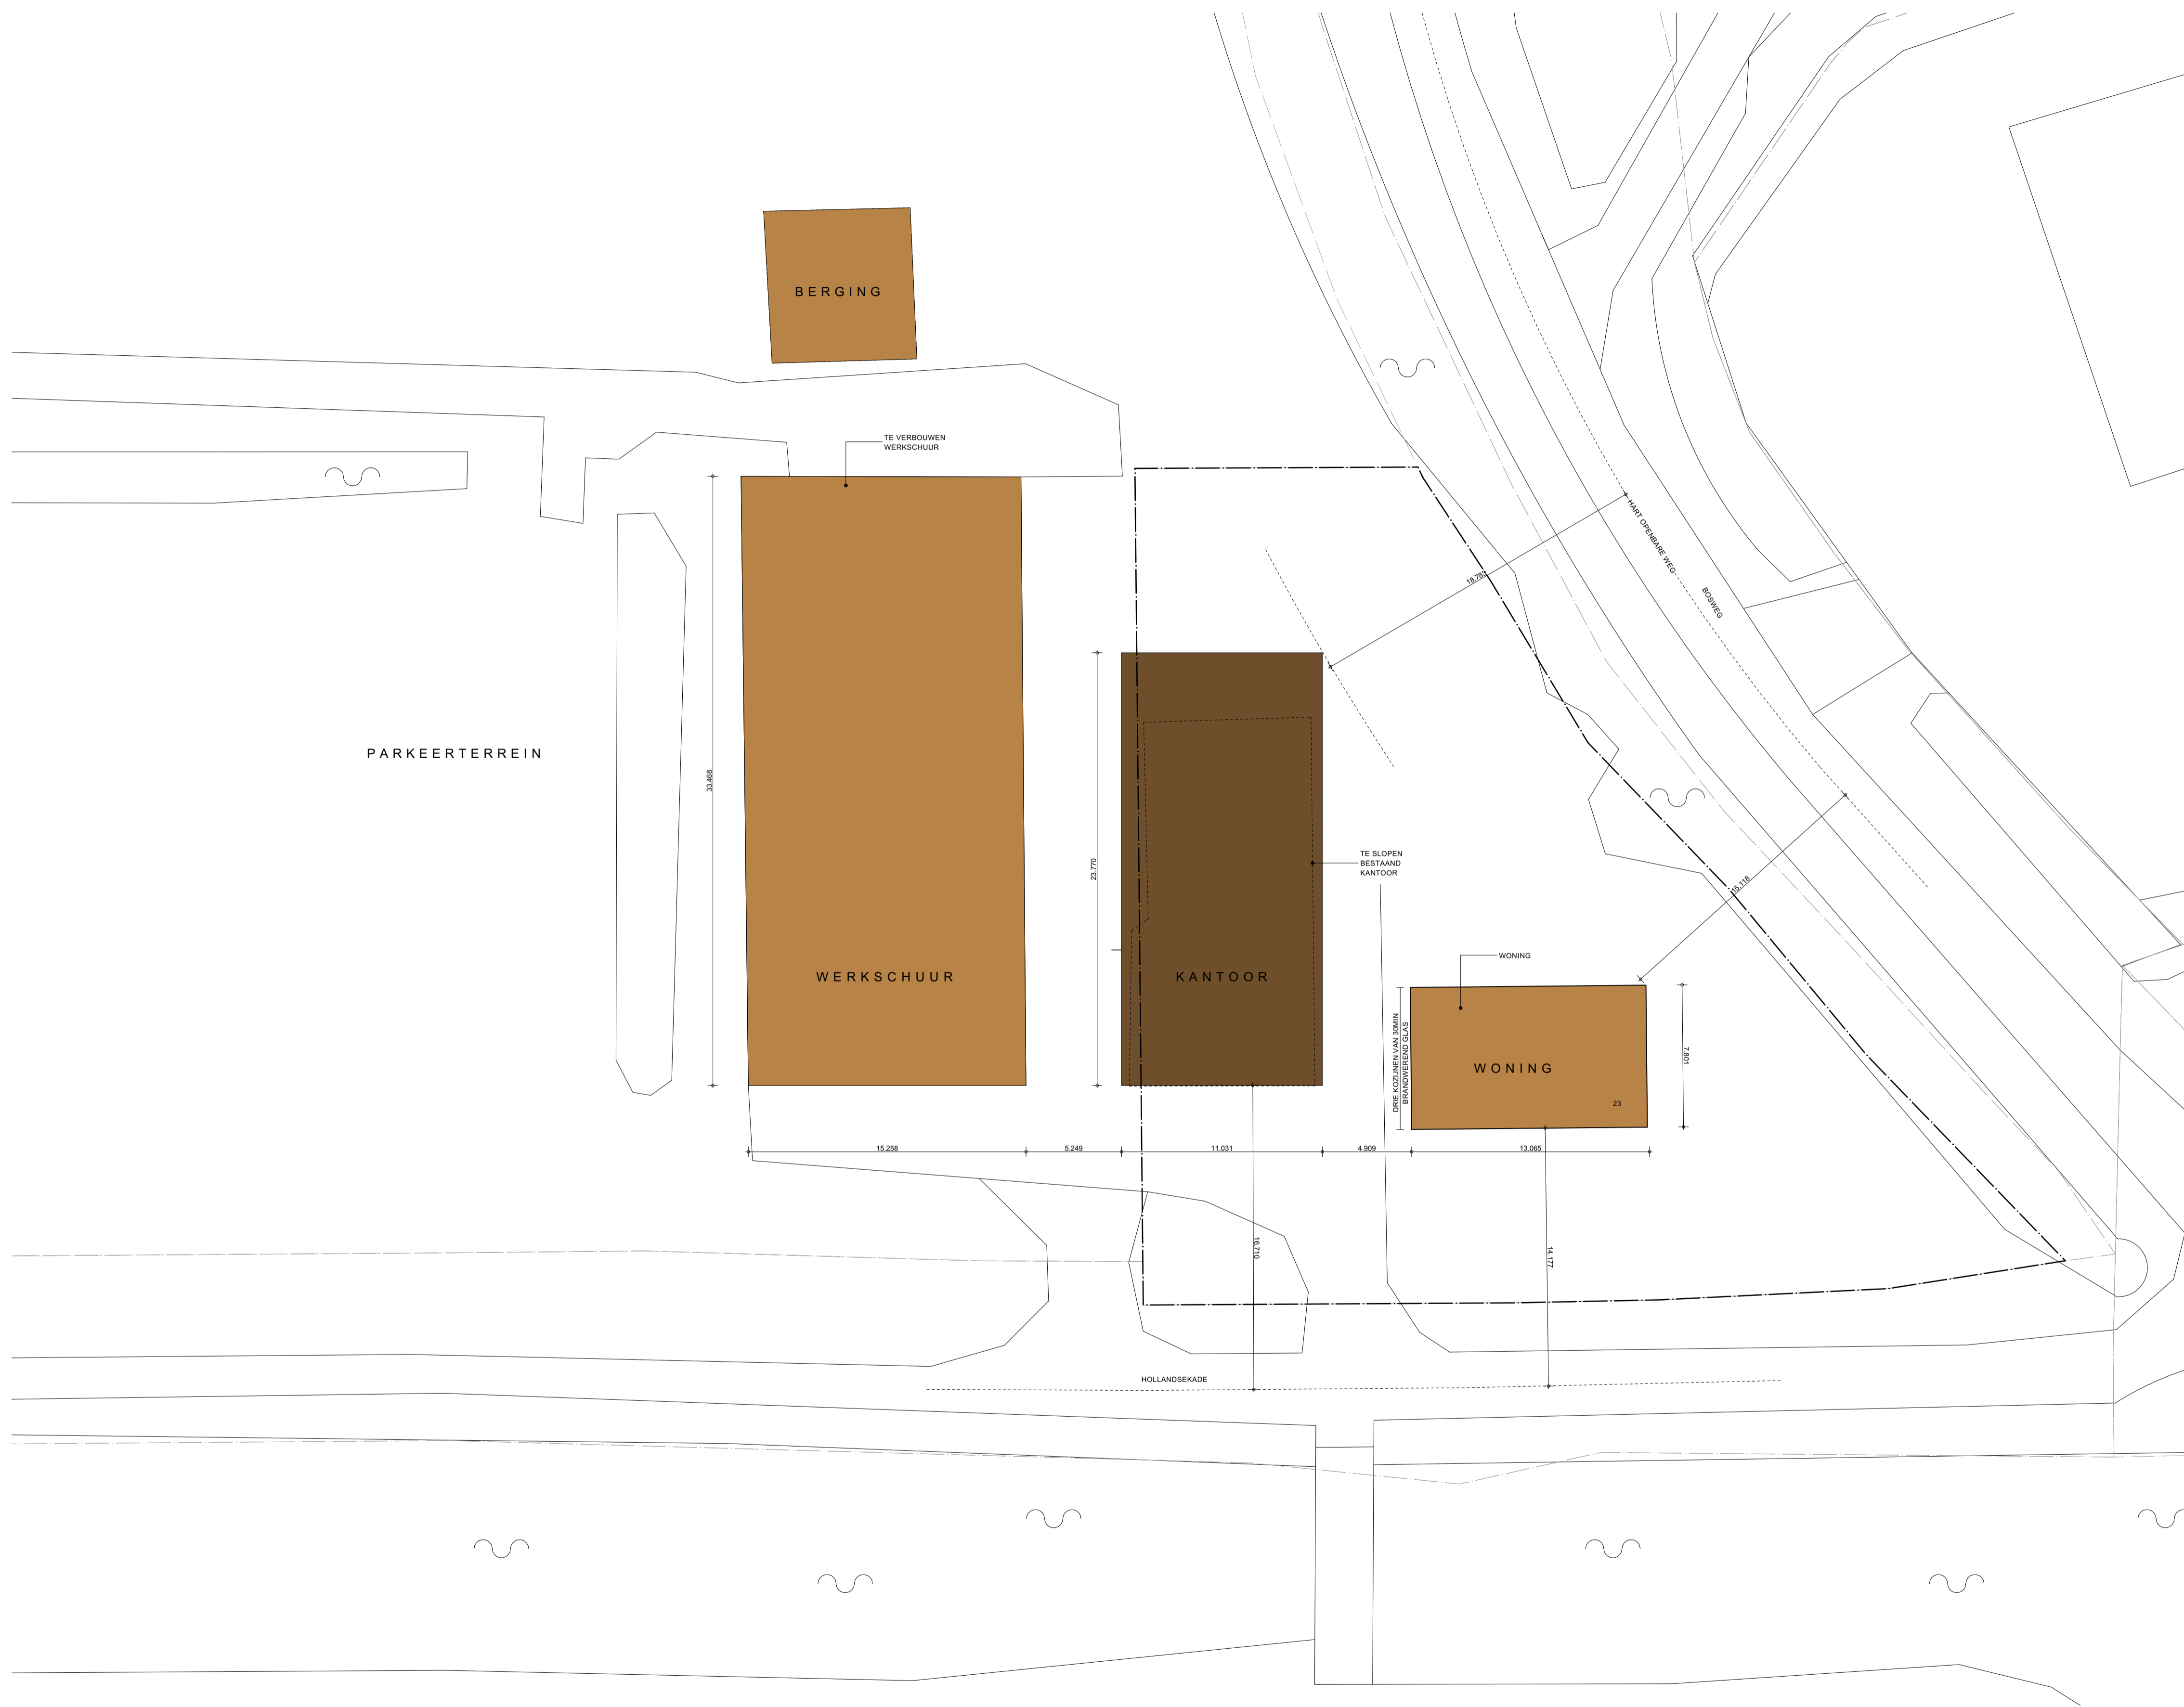 BERGING
TE VERBOUWEN
WERKSCHUUR
HART OPENBARE WEG
18.787
BOSWEG
PARKEERTERREIN
33.468
23.770
TE SLOPEN
BESTAAND
KANTOOR
15.118
WERKSCHUUR
KANTOOR
WONING
DRIE KOZIJNEN VAN 30MIN
BRANDWEREND GLAS
WONING
7.801
23
15.258
5.249
11.031
4.909
13.065
16.710
14.177
HOLLANDSEKADE